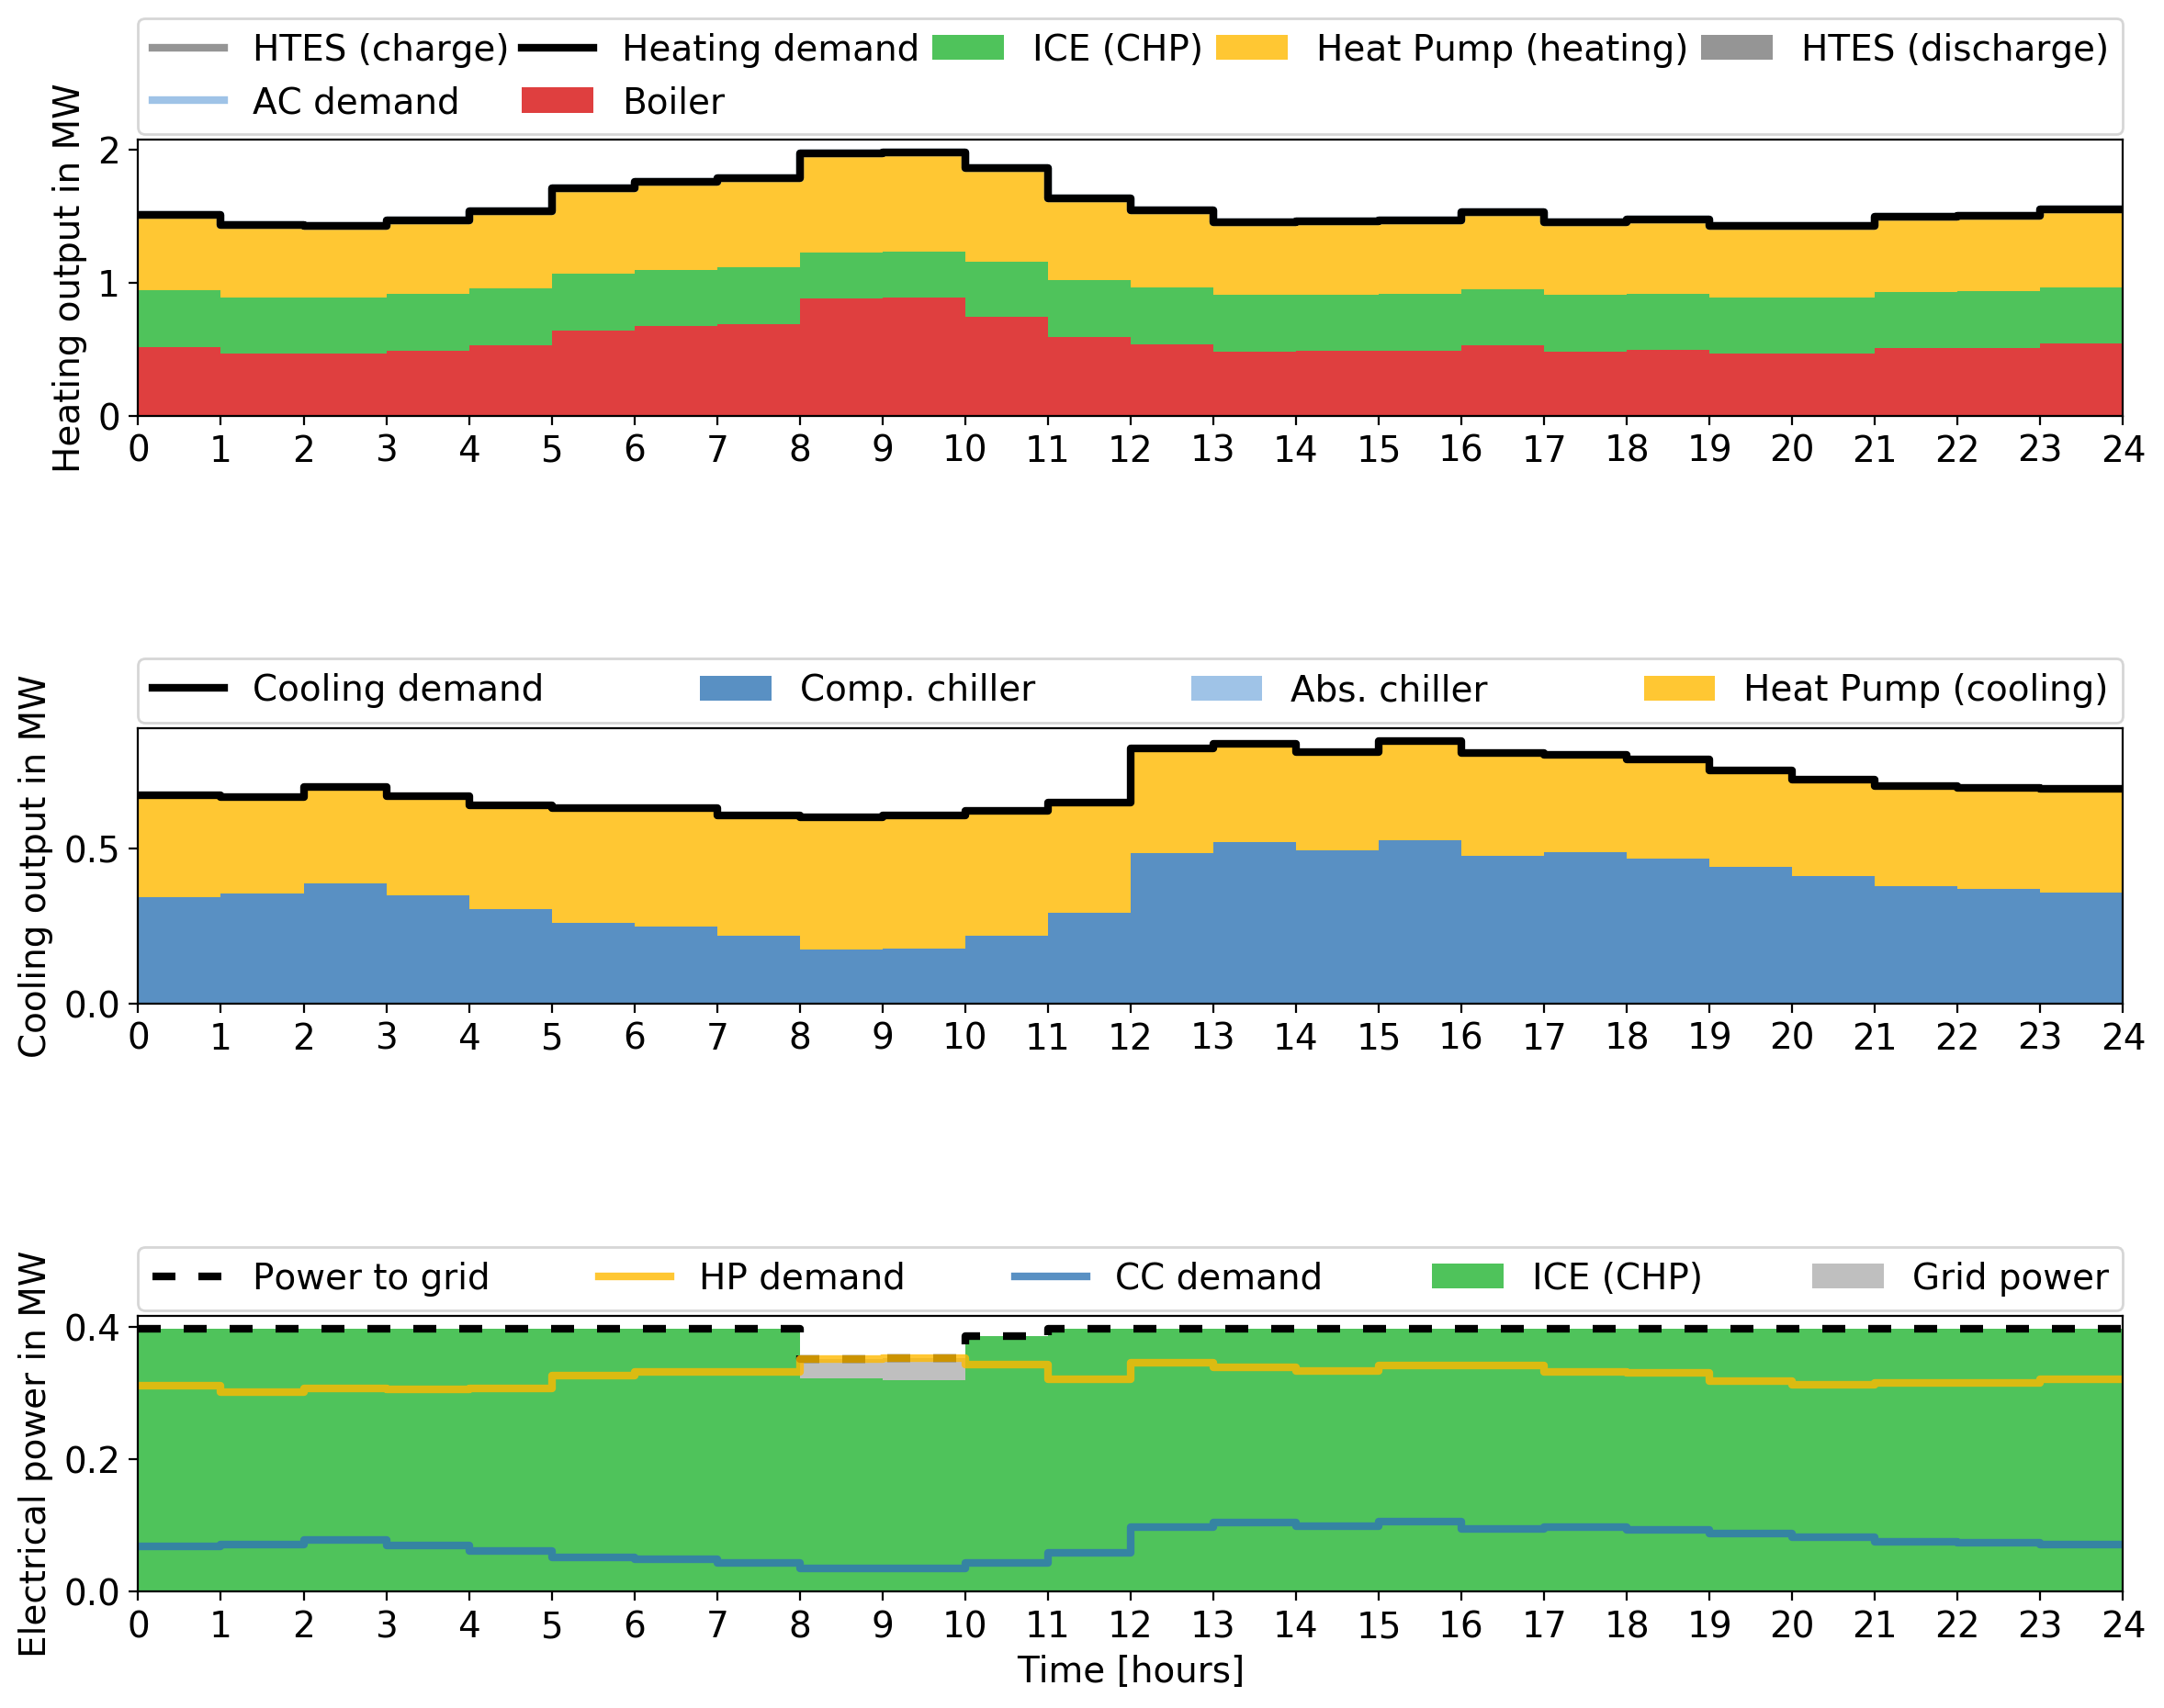 HTES (charge) Heating demand ICE (CHP) Heat Pump (heating) HTES (discharge)
AC demand Boiler
Heating output in MW
2
1
0
0 1 2 3 4 5 6 7 8 9 10 11 12 13 14 15 16 17 18 19 20 21 22 23 24
Cooling demand Comp. chiller Abs. chiller Heat Pump (cooling)
Cooling output in MW
0.5
0.0
0 1 2 3 4 5 6 7 8 9 10 11 12 13 14 15 16 17 18 19 20 21 22 23 24
Power to grid HP demand CC demand ICE (CHP) Grid power
Electrical power in MW
0.4
0.2
0.0
0 1 2 3 4 5 6 7 8 9 10 11 12 13 14 15 16 17 18 19 20 21 22 23 24
Time [hours]